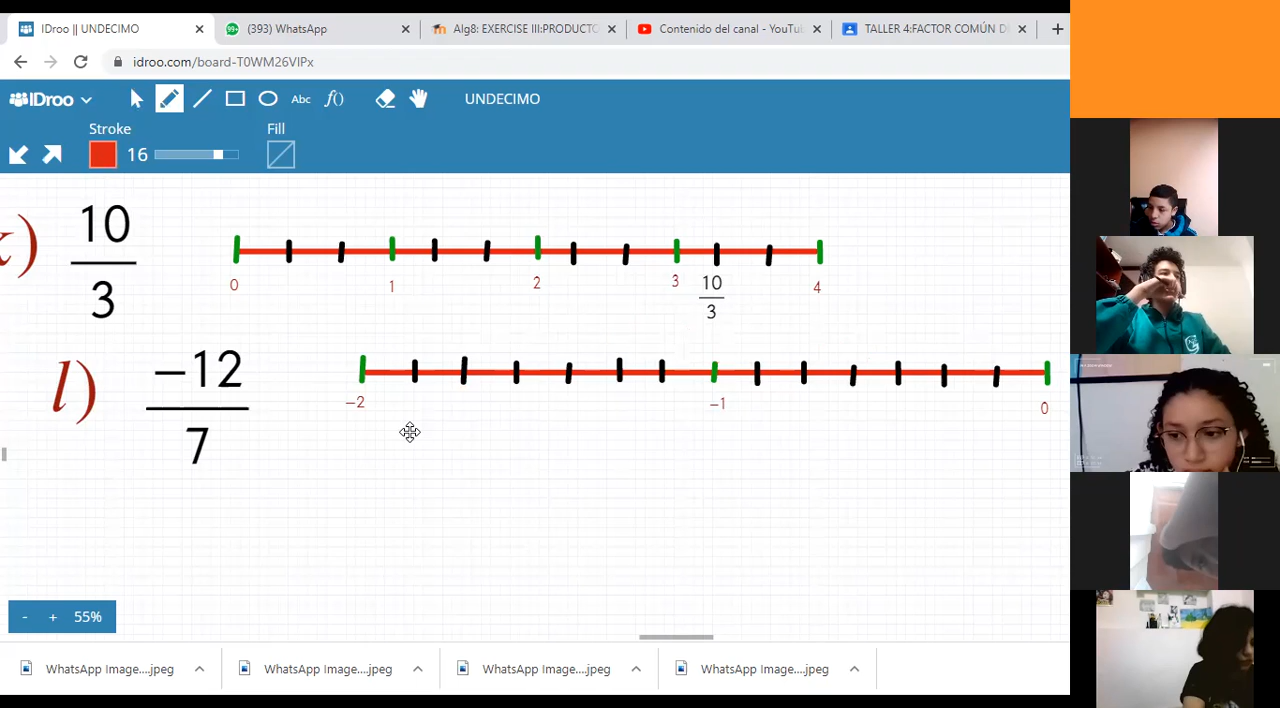 IDroo || UNDECIMO
99+
(393) WhatsApp
Alg8: EXERCISE III:PRODUCTO
Contenido del canal - YouTu
TALLER 4:FACTOR COMÚN D
idroo.com/board-T0WM26VIPx
IDroo
Abc
f()
UNDECIMO
Stroke
Fill
16
10
3
0
1
2
3
10
3
4
l)
−12
7
−2
−1
0
- + 55%
WhatsApp Image....jpeg
WhatsApp Image....jpeg
WhatsApp Image....jpeg
WhatsApp Image....jpeg